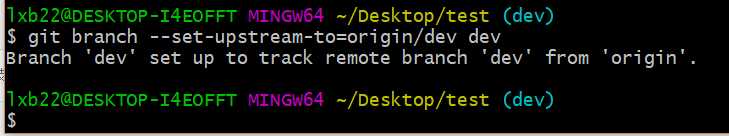 lxb22@DESKTOP-I4EOFFT MINGW64 ~/Desktop/test (dev)
$ git branch --set-upstream-to=origin/dev dev
Branch 'dev' set up to track remote branch 'dev' from 'origin'.
lxb22@DESKTOP-I4EOFFT MINGW64 ~/Desktop/test (dev)
$